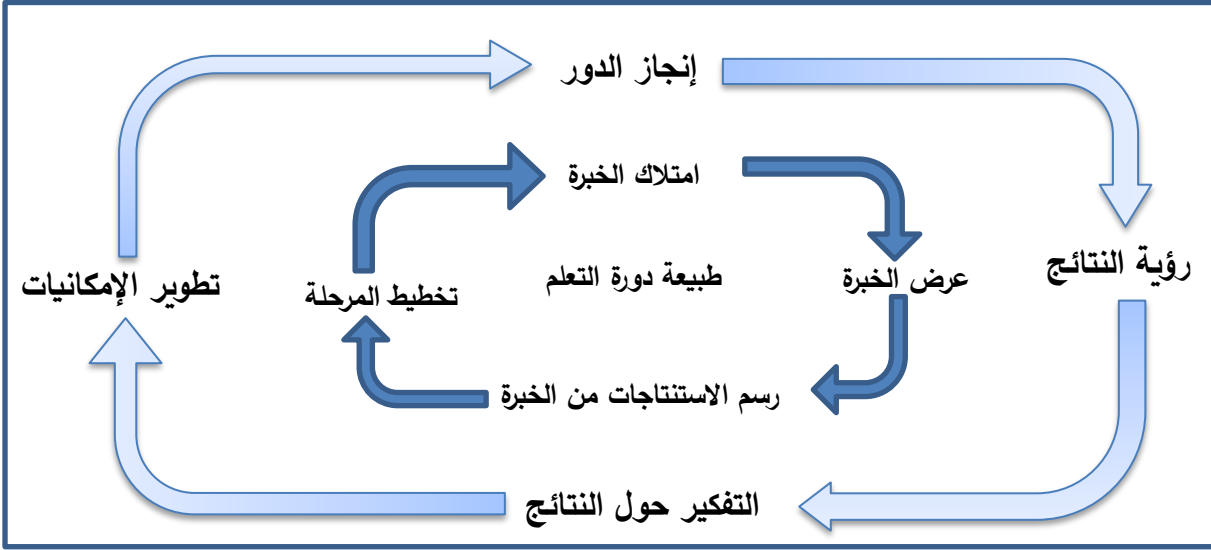 إنجاز الدور
امتلاك الخبرة
رؤية النتائج
عرض الخبرة
طبيعة دورة التعلم
تخطيط المرحلة
تطوير الإمكانيات
رسم الاستنتاجات من الخبرة
التفكير حول النتائج